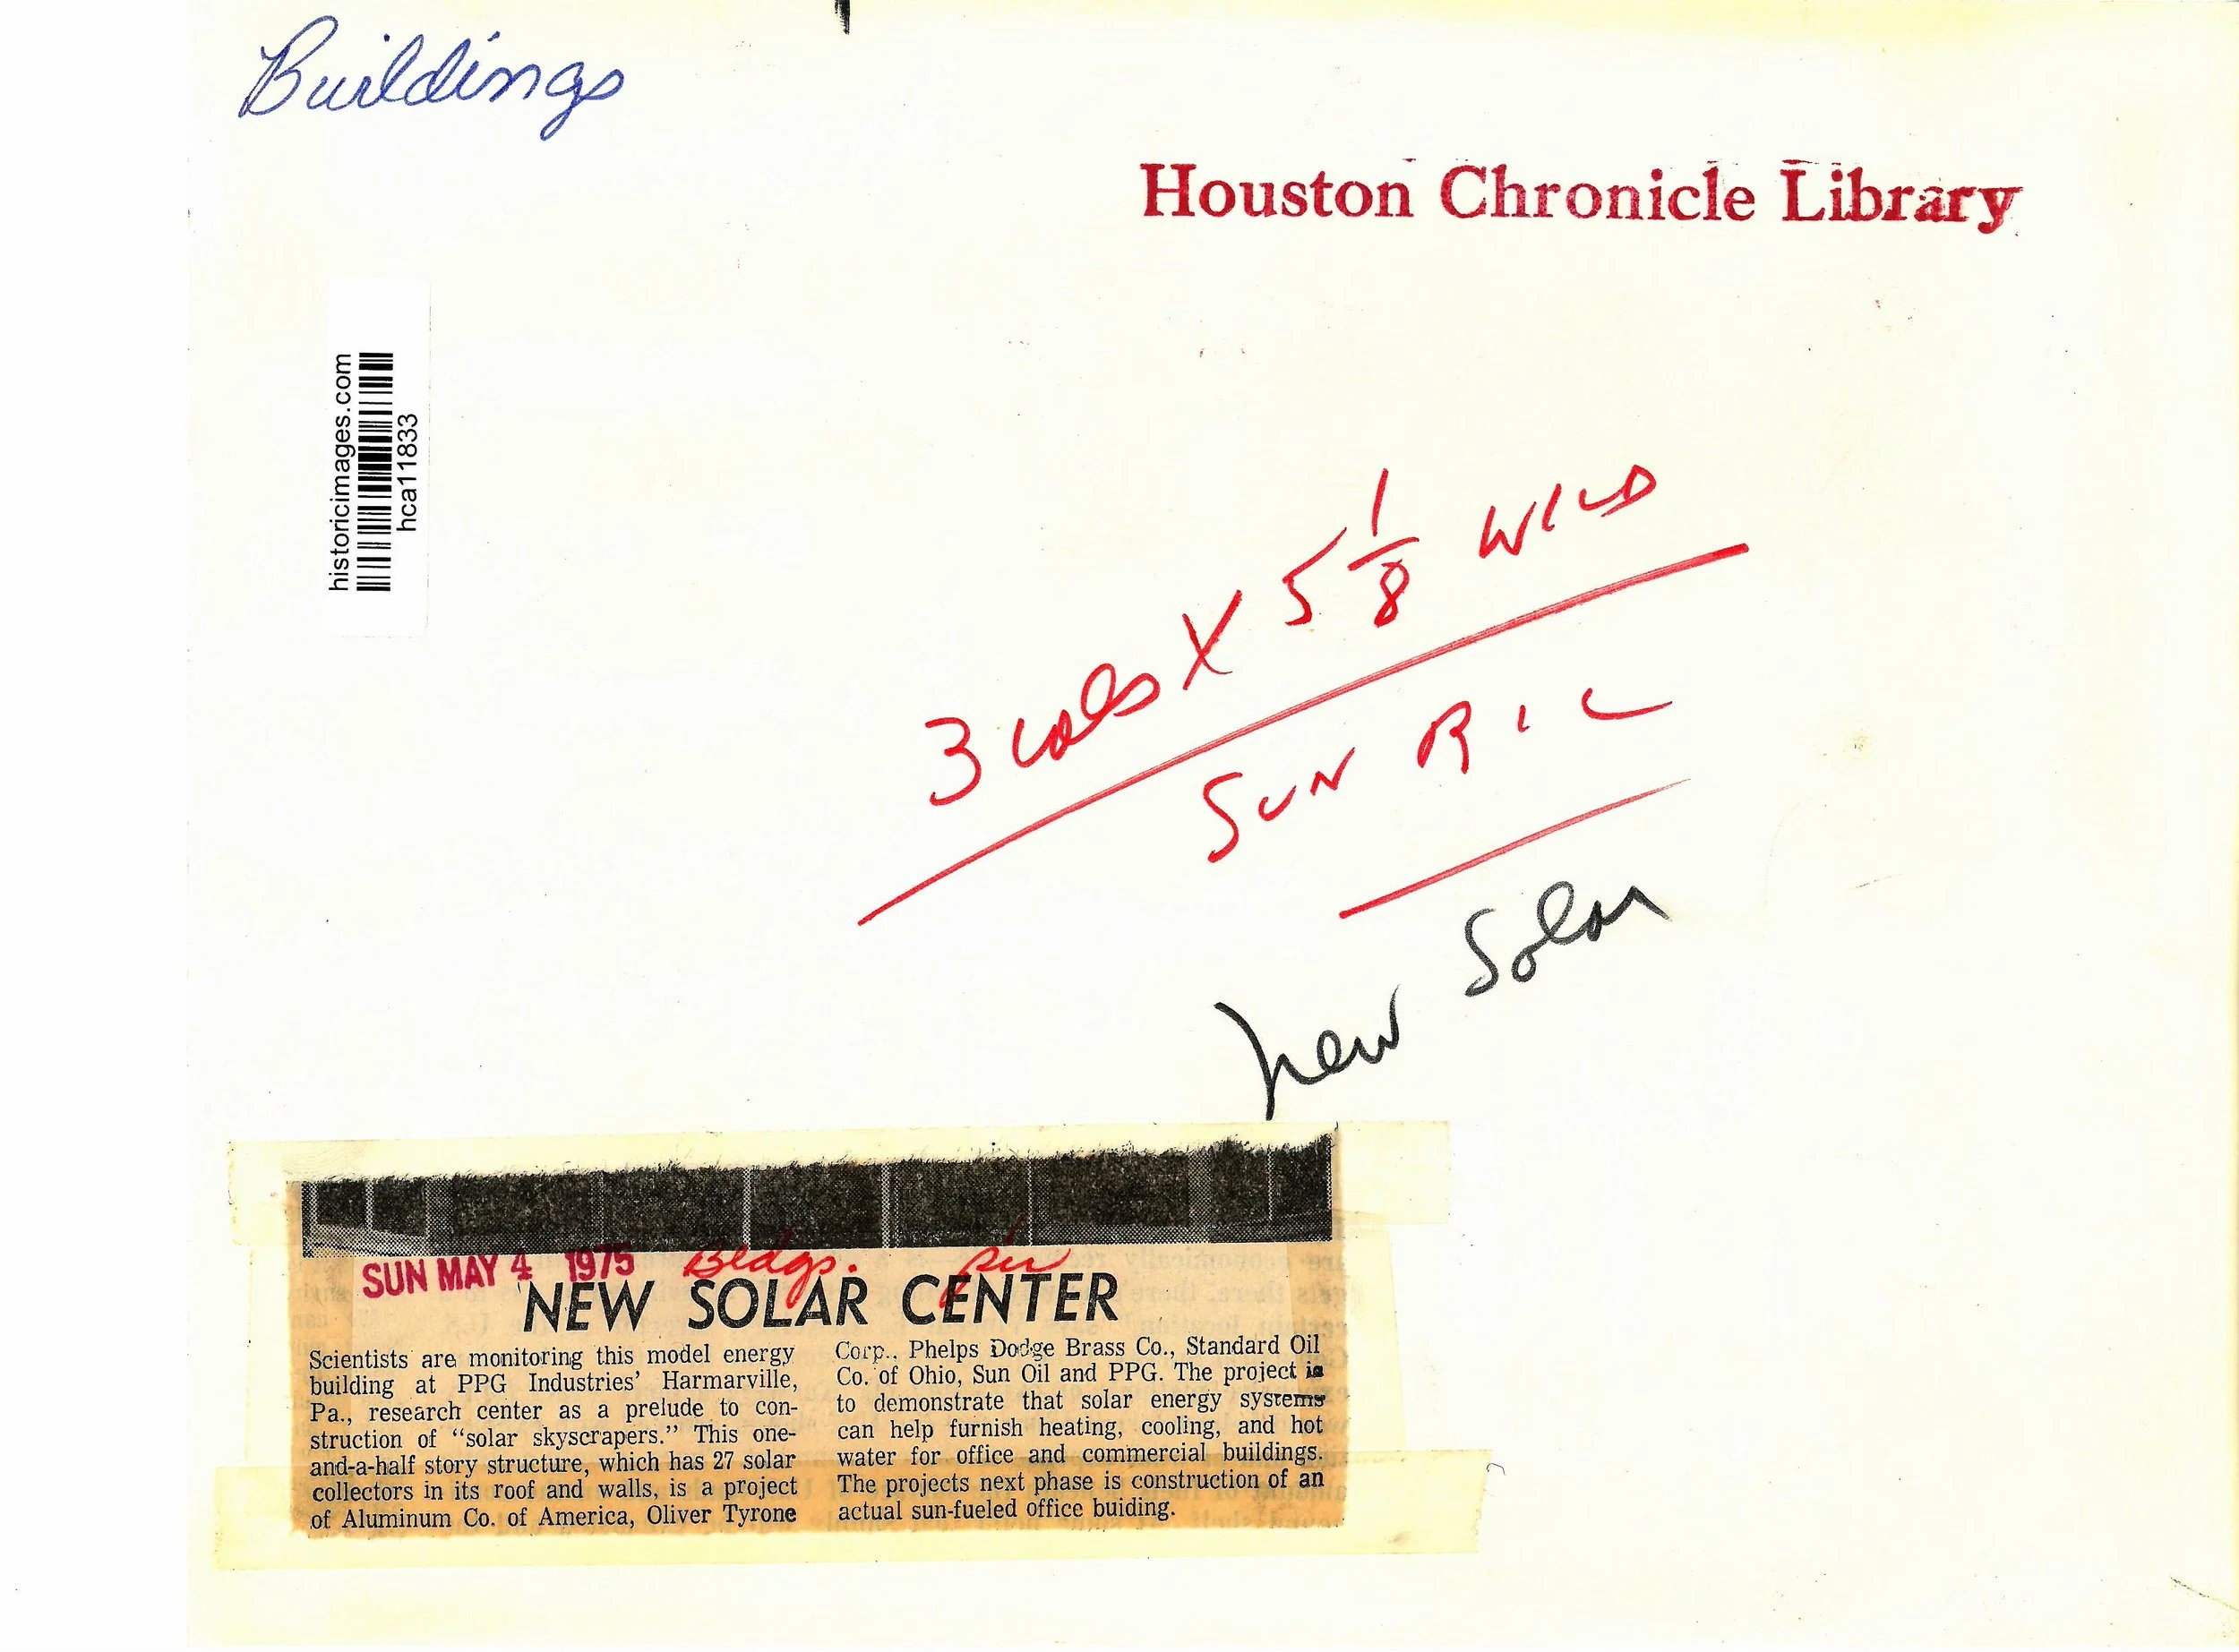 Buildings
Houston Chronicle Library
historicimages.com
hca11833
3 cols X 5 1/8 WILD
SUN
New Solar
SUN MAY 4 1975
Bldgs.
NEW SOLAR CENTER
Scientists are monitoring this model energy
building at PPG Industries' Harmarville,
Pa., research center as a prelude to con-
struction of “solar skyscrapers.” This one-
and-a-half story structure, which has 27 solar
collectors in its roof and walls, is a project
of Aluminum Co. of America, Oliver Tyrone
Corp., Phelps Dodge Brass Co., Standard Oil
Co. of Ohio, Sun Oil and PPG. The project is
to demonstrate that solar energy systems
can help furnish heating, cooling, and hot
water for office and commercial buildings.
The projects next phase is construction of an
actual sun-fueled office buiding.